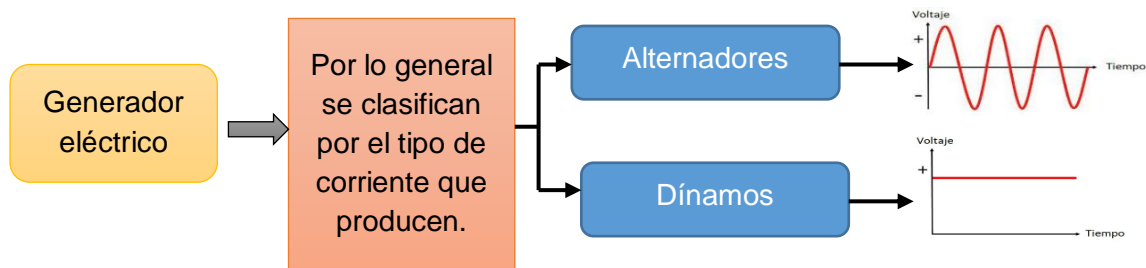 Generador
eléctrico
Por lo general
se clasifican
por el tipo de
corriente que
producen.
Alternadores
Voltaje
+
Tiempo
–
Dínamos
Voltaje
+
Tiempo